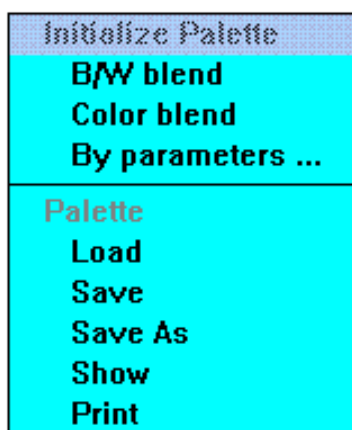 Initialize Palette
B/W blend
Color blend
By parameters ...
Palette
Load
Save
Save As
Show
Print